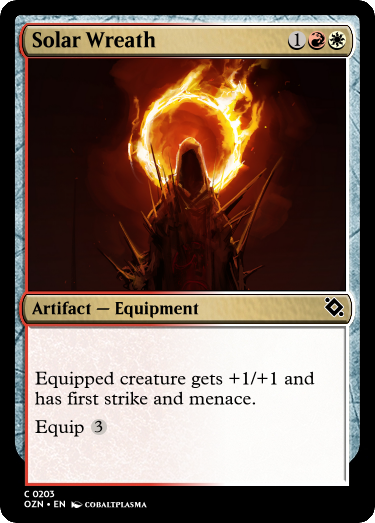 Solar Wreath 1
Artifact — Equipment
Equipped creature gets +1/+1 and
has first strike and menace.
Equip 3
C 0203
OZN • EN COBALTPLASMA